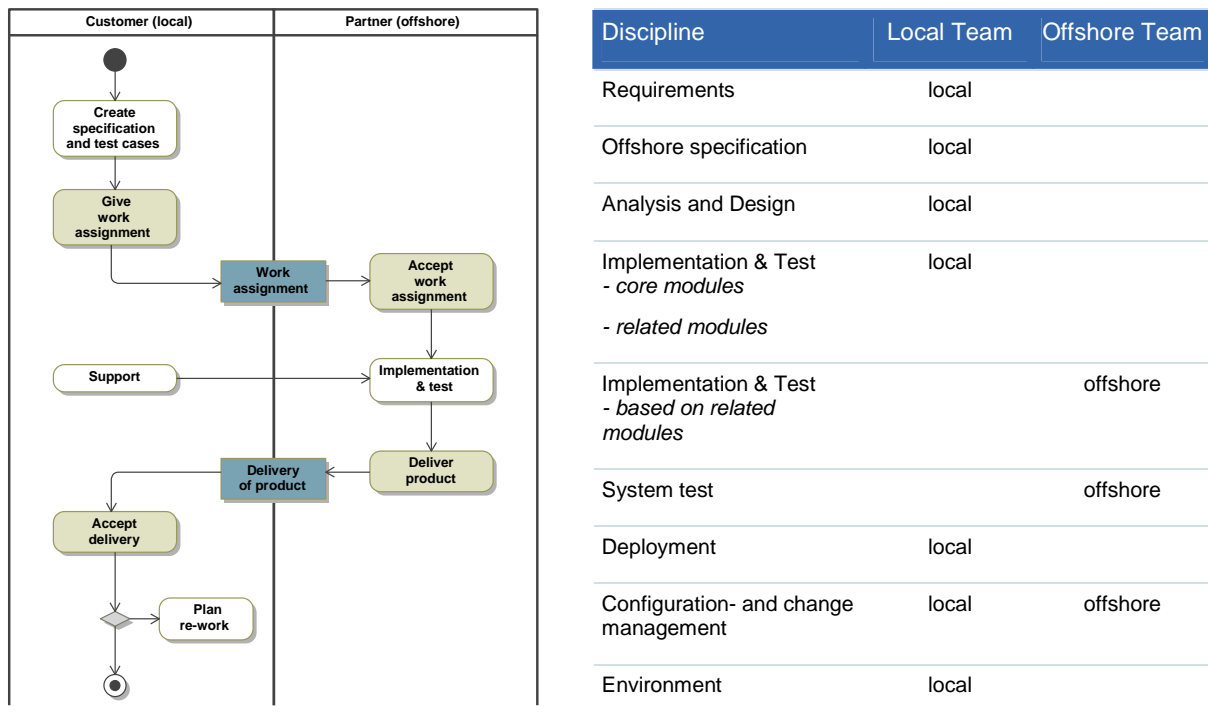 Customer (local)
Partner (offshore)
Create
specification
and test cases
Give
work
assignment
Work
assignment
Accept
work
assignment
Support
Implementation
& test
Delivery
of product
Deliver
product
Accept
delivery
Plan
re-work
Discipline Local Team Offshore Team
Requirements local
Offshore specification local
Analysis and Design local
Implementation & Test local
- core modules
- related modules
Implementation & Test offshore
- based on related
modules
System test offshore
Deployment local
Configuration- and change local offshore
management
Environment local